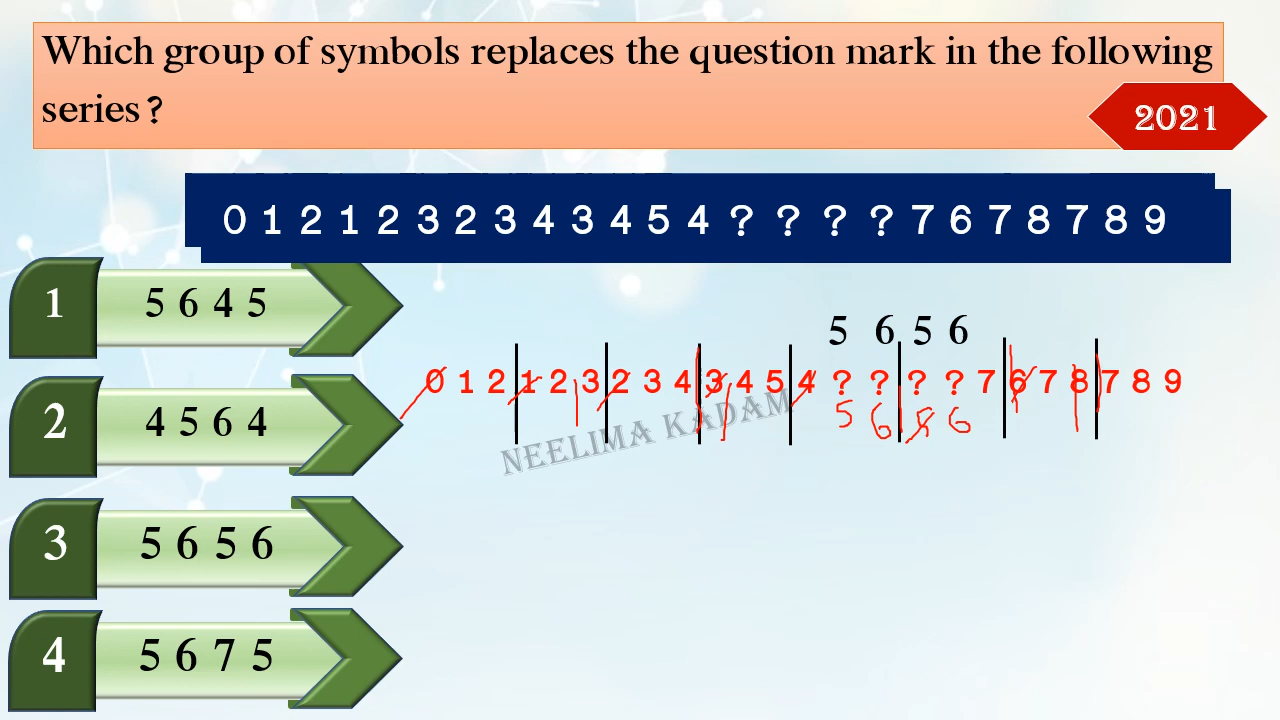 Which group of symbols replaces the question mark in the following
series?
2021
0 1 2 1 2 3 2 3 4 3 4 5 4 ? ? ? ? 7 6 7 8 7 8 9
1 5 6 4 5
5 6 5 6
0 1 2 1 2 3 2 3 4 3 4 5 4 ? ? ? ? 7 6 7 8 7 8 9
5 6 5 6
2 4 5 6 4
NEELIMA KADAM
3 5 6 5 6
4 5 6 7 5